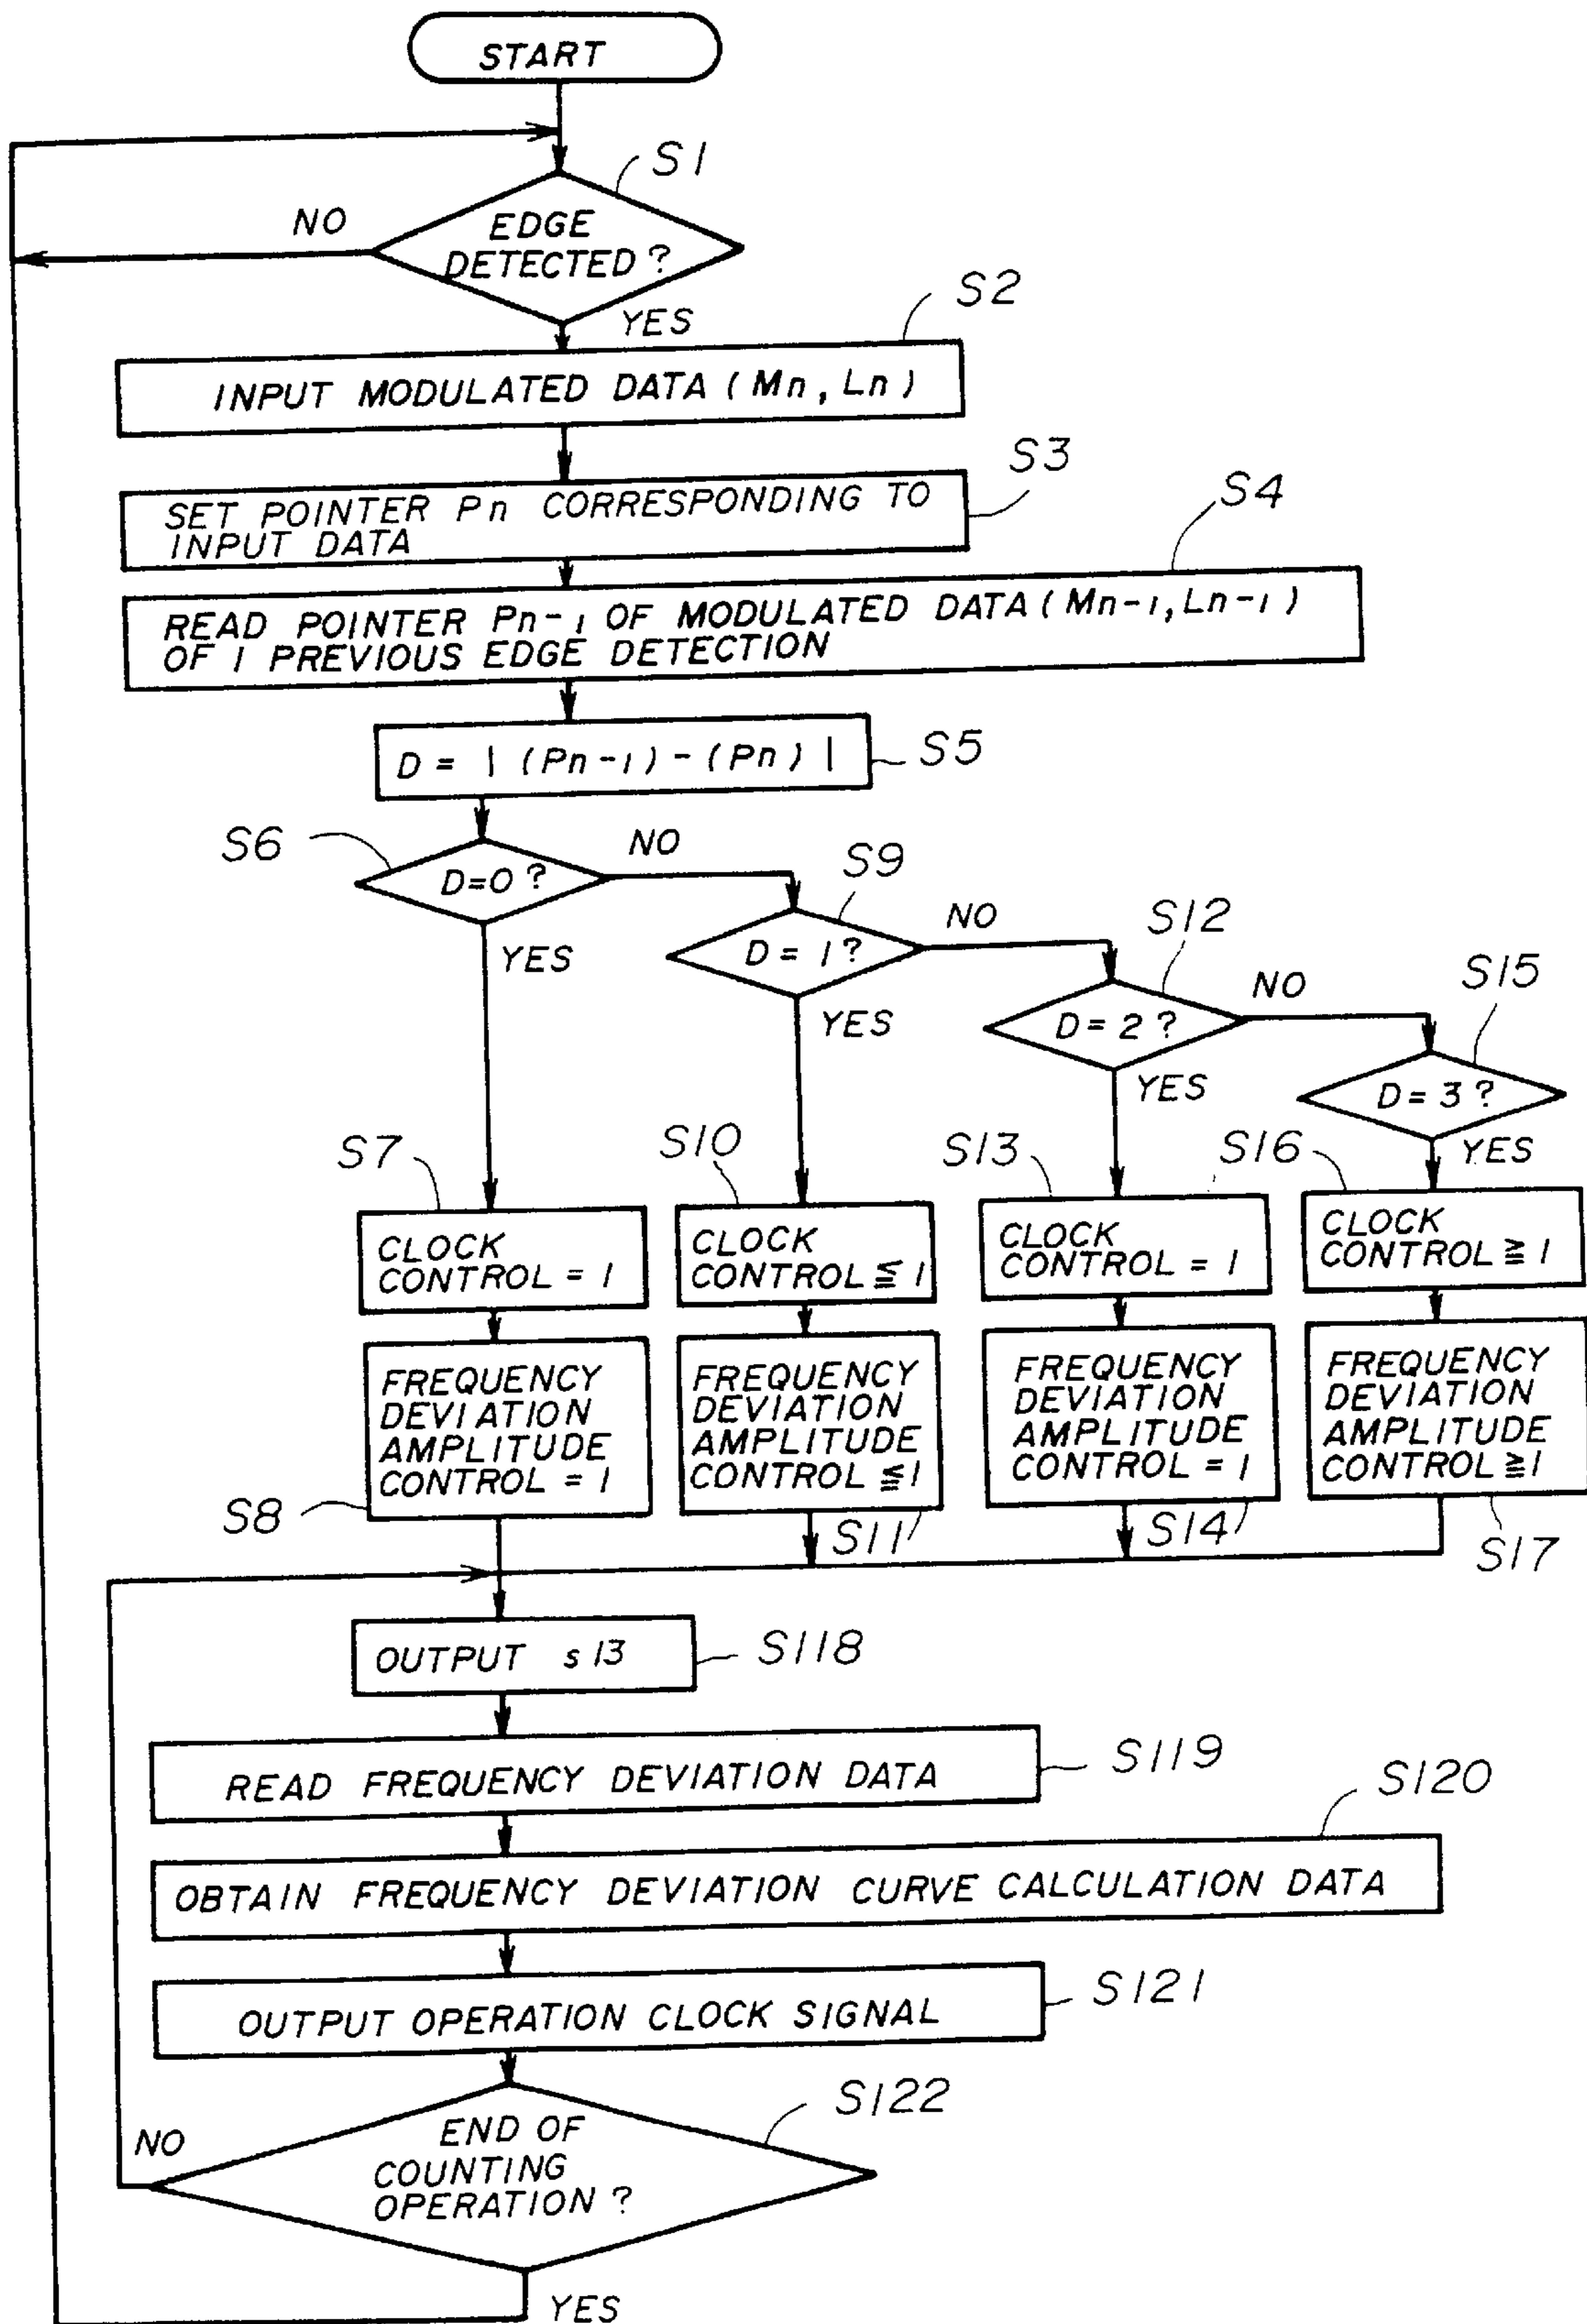 START
S1
NO
EDGE
DETECTED?
YES
S2
INPUT MODULATED DATA (Mn, Ln)
S3
SET POINTER Pn CORRESPONDING TO
INPUT DATA
S4
READ POINTER Pn-1 OF MODULATED DATA (Mn-1, Ln-1)
OF 1 PREVIOUS EDGE DETECTION
D = | (Pn-1) - (Pn) |
S5
S6
D=0?
NO
YES
S9
D = 1?
NO
YES
S12
D = 2?
NO
YES
S15
D = 3?
YES
S7
CLOCK
CONTROL = 1
S10
CLOCK
CONTROL ≦ 1
S13
CLOCK
CONTROL = 1
S16
CLOCK
CONTROL ≧ 1
FREQUENCY
DEVIATION
AMPLITUDE
CONTROL = 1
S8
FREQUENCY
DEVIATION
AMPLITUDE
CONTROL ≦ 1
S11
FREQUENCY
DEVIATION
AMPLITUDE
CONTROL = 1
S14
FREQUENCY
DEVIATION
AMPLITUDE
CONTROL ≧ 1
S17
OUTPUT s13
S118
READ FREQUENCY DEVIATION DATA
S119
OBTAIN FREQUENCY DEVIATION CURVE CALCULATION DATA
S120
OUTPUT OPERATION CLOCK SIGNAL
S121
END OF
COUNTING
OPERATION?
S122
NO
YES